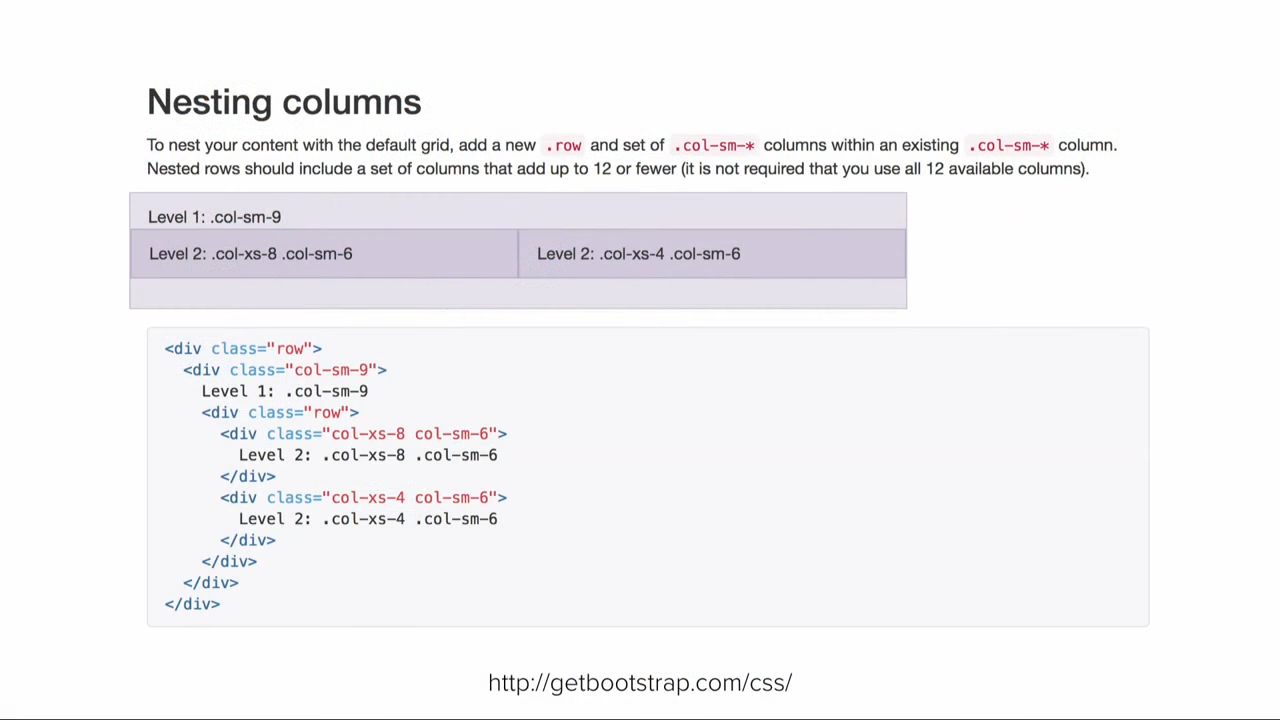 Nesting columns
To nest your content with the default grid, add a new .row and set of .col-sm-* columns within an existing .col-sm-* column.
Nested rows should include a set of columns that add up to 12 or fewer (it is not required that you use all 12 available columns).
Level 1: .col-sm-9
Level 2: .col-xs-8 .col-sm-6 Level 2: .col-xs-4 .col-sm-6
<div class="row">
  <div class="col-sm-9">
    Level 1: .col-sm-9
    <div class="row">
      <div class="col-xs-8 col-sm-6">
        Level 2: .col-xs-8 .col-sm-6
      </div>
      <div class="col-xs-4 col-sm-6">
        Level 2: .col-xs-4 .col-sm-6
      </div>
    </div>
  </div>
</div>
http://getbootstrap.com/css/